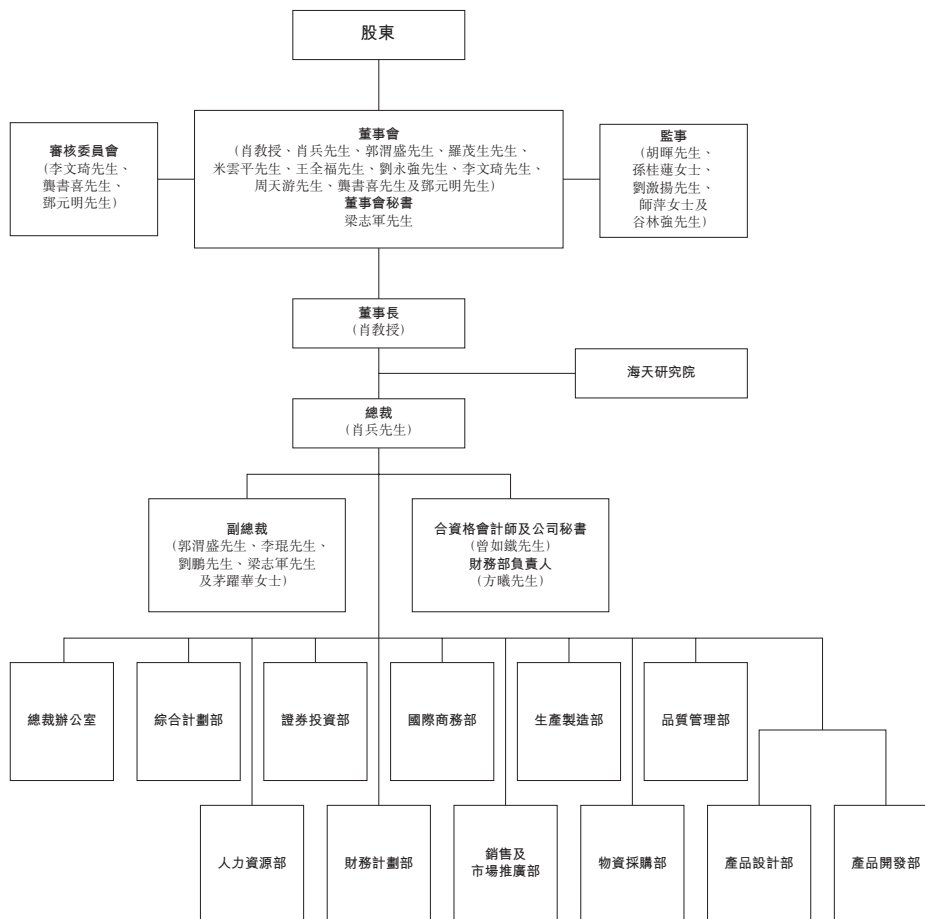 股東
審核委員會
(李文琦先生、
龔書喜先生、
鄧元明先生)
董事會
(肖教授、肖兵先生、郭渭盛先生、羅茂生先生、
米雲平先生、王全福先生、劉永強先生、李文琦先生、
周天游先生、龔書喜先生及鄧元明先生)
董事會秘書
梁志軍先生
監事
(胡暉先生、
孫桂蓮女士、
劉激揚先生、
師萍女士及
谷林強先生)
董事長
(肖教授)
海天研究院
總裁
(肖兵先生)
副總裁
(郭渭盛先生、李琨先生、
劉鵬先生、梁志軍先生
及茅躍華女士)
合資格會計師及公司秘書
(曾如鐵先生)
財務部負責人
(方曦先生)
總裁辦公室
綜合計劃部
證券投資部
國際商務部
生產製造部
品質管理部
人力資源部
財務計劃部
銷售及
市場推廣部
物資採購部
產品設計部
產品開發部